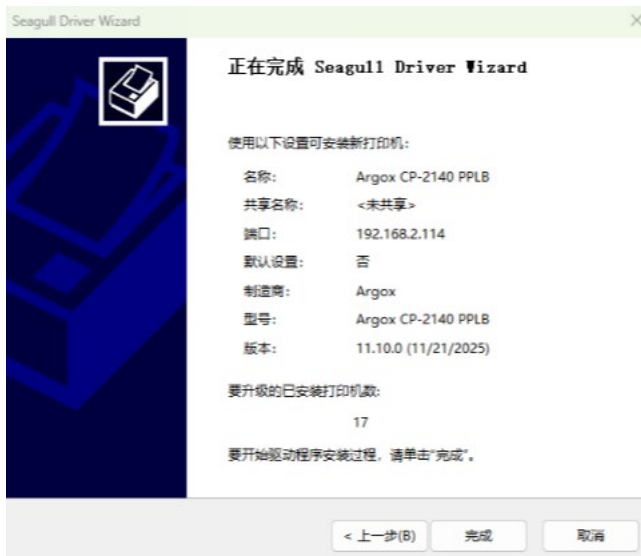 Seagull Driver Wizard
正在完成 Seagull Driver Wizard
使用以下设置可安装新打印机:
名称: Argox CP-2140 PPLB
共享名称: <未共享>
端口: 192.168.2.114
默认设置: 否
制造商: Argox
型号: Argox CP-2140 PPLB
版本: 11.10.0 (11/21/2025)
要升级的已安装打印机数:
17
要开始驱动程序安装过程，请单击“完成”。
< 上一步(B) 完成 取消